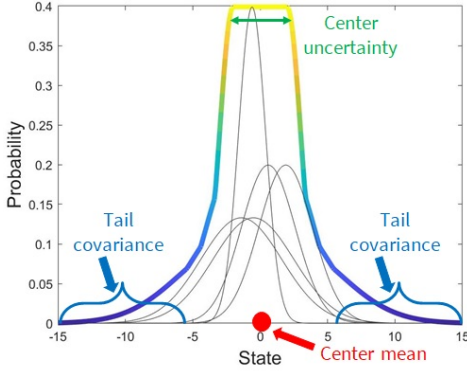 0.4
0.35
0.3
0.25
0.2
0.15
0.1
0.05
0
Probability
Center
uncertainty
Tail
covariance
Tail
covariance
-15
-10
-5
0
5
10
15
State
Center mean